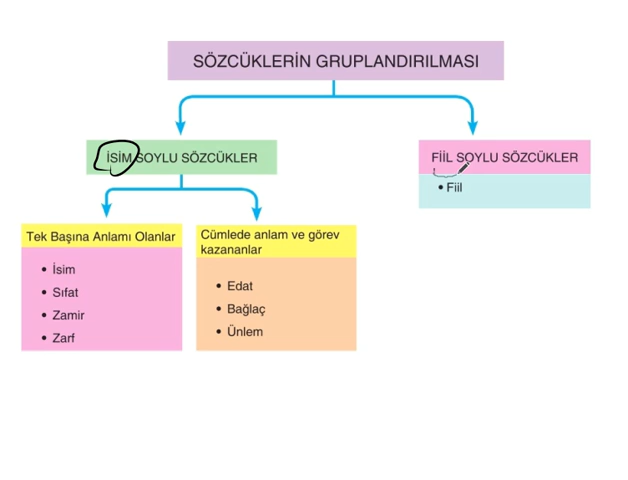 SÖZCÜKLERİN GRUPLANDIRILMASI
İSİM SOYLU SÖZCÜKLER
FİİL SOYLU SÖZCÜKLER
• Fiil
Tek Başına Anlamı Olanlar
• İsim
• Sıfat
• Zamir
• Zarf
Cümlede anlam ve görev
kazananlar
• Edat
• Bağlaç
• Ünlem